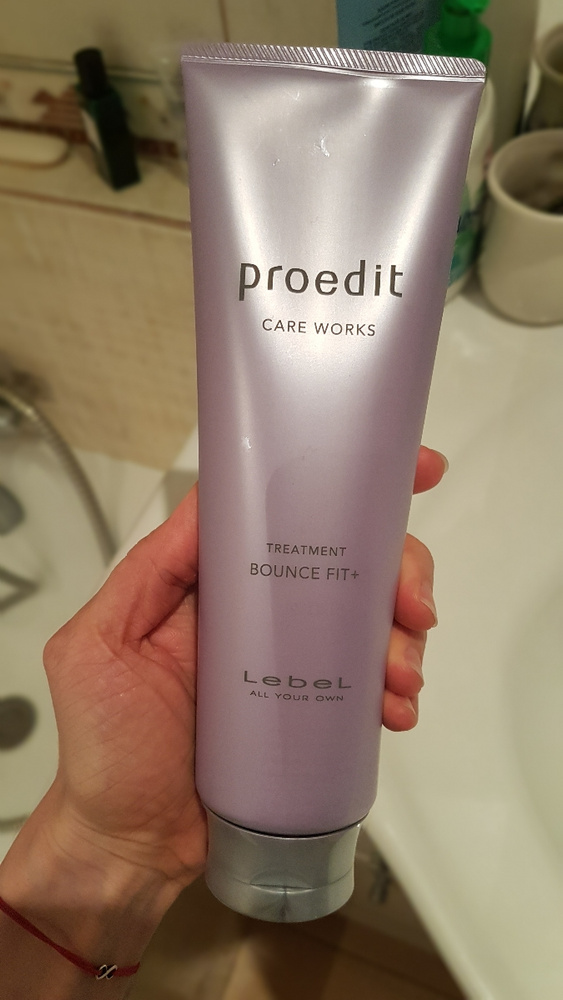 proedit
CARE WORKS
TREATMENT
BOUNCE FIT+
LebeL
ALL YOUR OWN